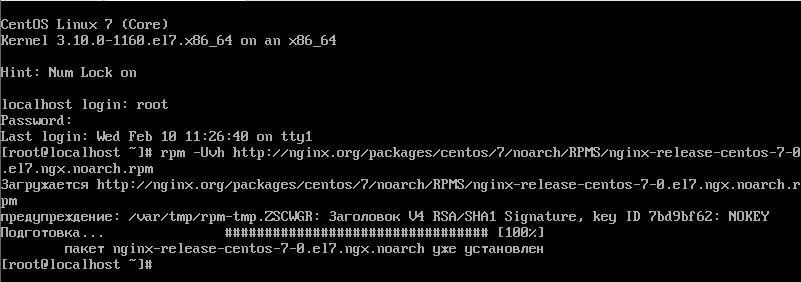 CentOS Linux 7 (Core)
Kernel 3.10.0-1160.el7.x86_64 on an x86_64
Hint: Num Lock on
localhost login: root
Password:
Last login: Wed Feb 10 11:26:40 on tty1
[root@localhost ~]# rpm -Uvh http://nginx.org/packages/centos/7/noarch/RPMS/nginx-release-centos-7-0
.el7.ngx.noarch.rpm
Загружается http://nginx.org/packages/centos/7/noarch/RPMS/nginx-release-centos-7-0.el7.ngx.noarch.r
pm
предупреждение: /var/tmp/rpm-tmp.ZSCWGR: Заголовок V4 RSA/SHA1 Signature, key ID 7bd9bf62: NOKEY
Подготовка... ################################# [100%]
пакет nginx-release-centos-7-0.el7.ngx.noarch уже установлен
[root@localhost ~]#